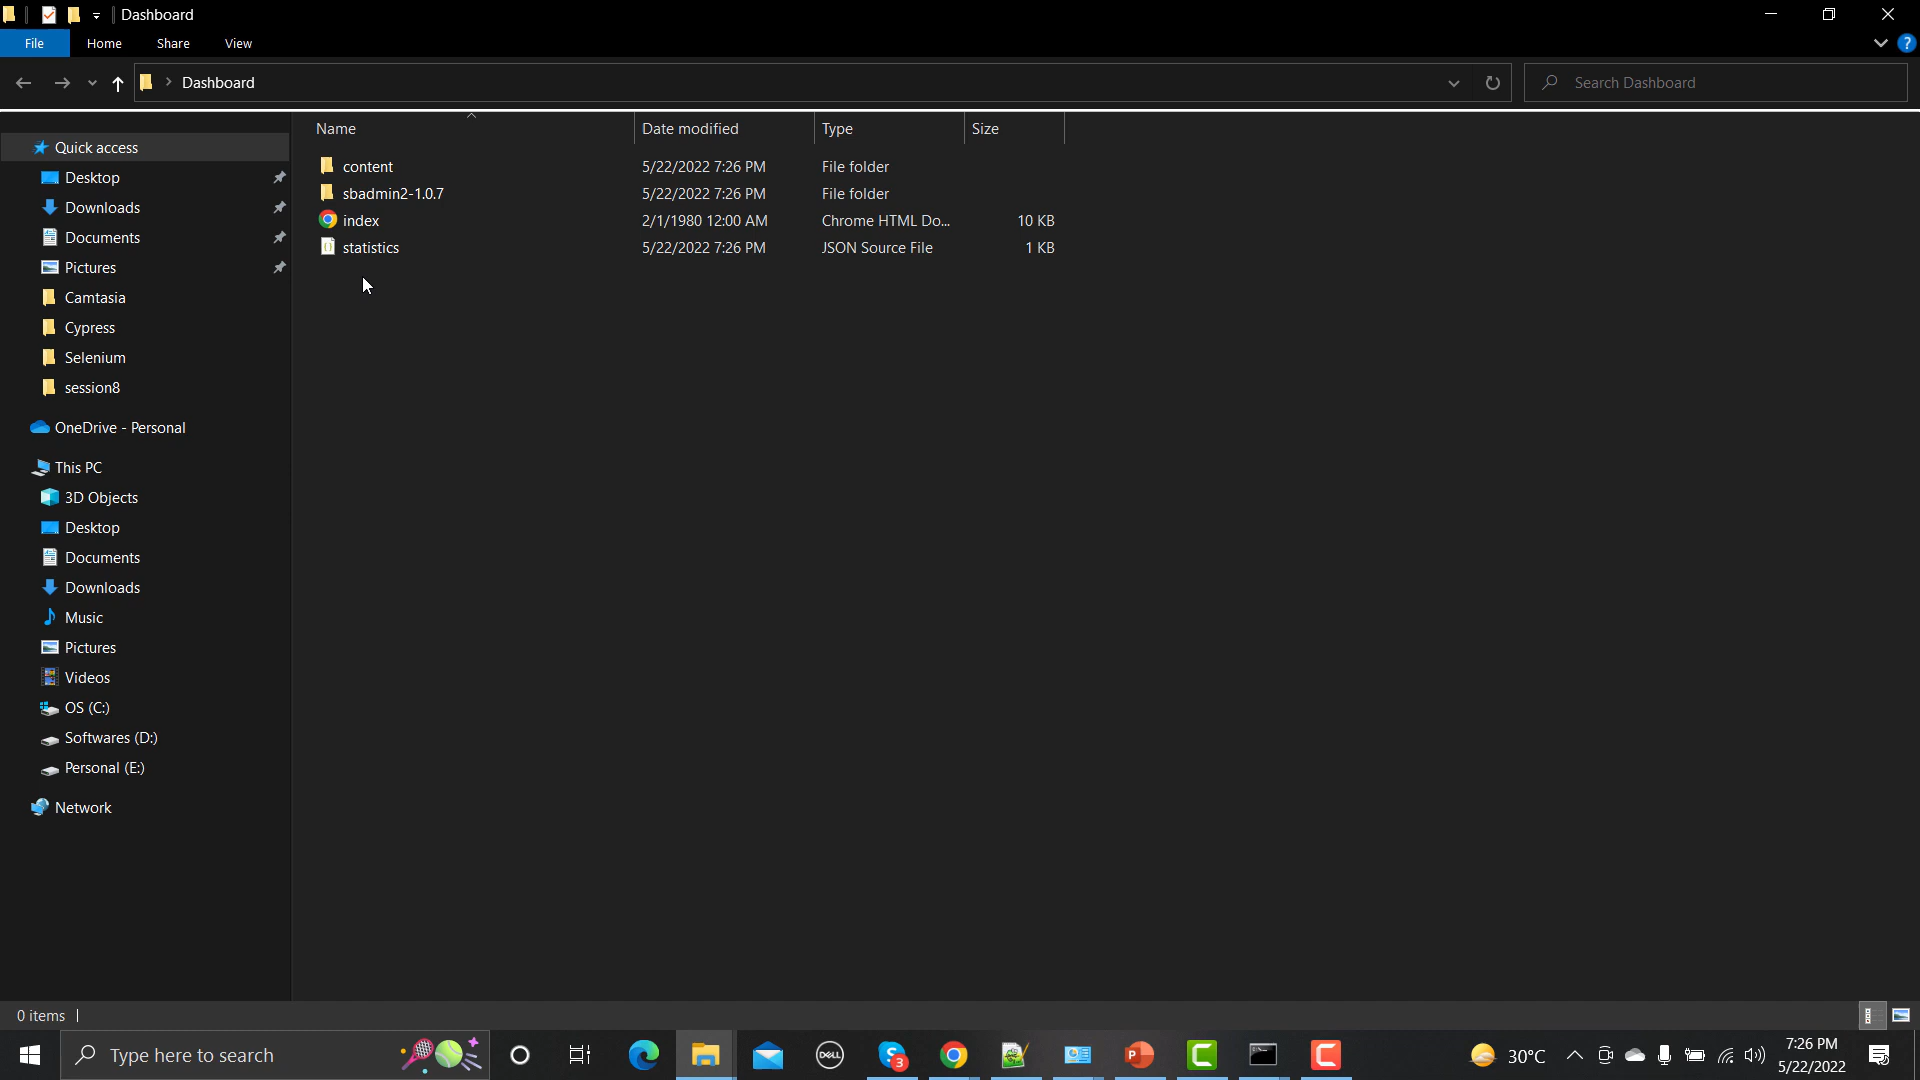 Dashboard
File Home Share View
Dashboard Search Dashboard
Name Date modified Type Size
content 5/22/2022 7:26 PM File folder
sbadmin2-1.0.7 5/22/2022 7:26 PM File folder
index 2/1/1980 12:00 AM Chrome HTML Do... 10 KB
statistics 5/22/2022 7:26 PM JSON Source File 1 KB
Quick access
Desktop
Downloads
Documents
Pictures
Camtasia
Cypress
Selenium
session8
OneDrive - Personal
This PC
3D Objects
Desktop
Documents
Downloads
Music
Pictures
Videos
OS (C:)
Softwares (D:)
Personal (E:)
Network
0 items
Type here to search
DELL
3
30°C
7:26 PM
5/22/2022